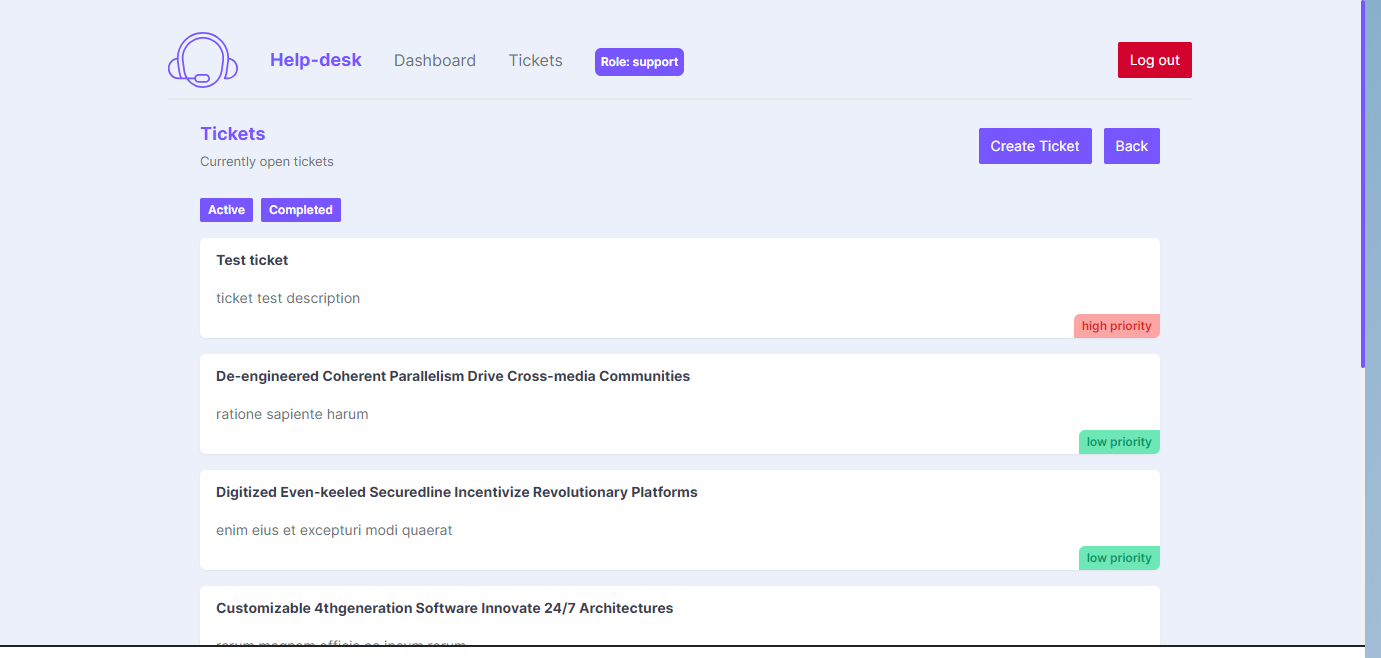 Help-desk Dashboard Tickets Role: support Log out
Tickets
Currently open tickets
Create Ticket Back
Active Completed
Test ticket
ticket test description
high priority
De-engineered Coherent Parallelism Drive Cross-media Communities
ratione sapiente harum
low priority
Digitized Even-keeled Securedline Incentivize Revolutionary Platforms
enim eius et excepturi modi quaerat
low priority
Customizable 4thgeneration Software Innovate 24/7 Architectures